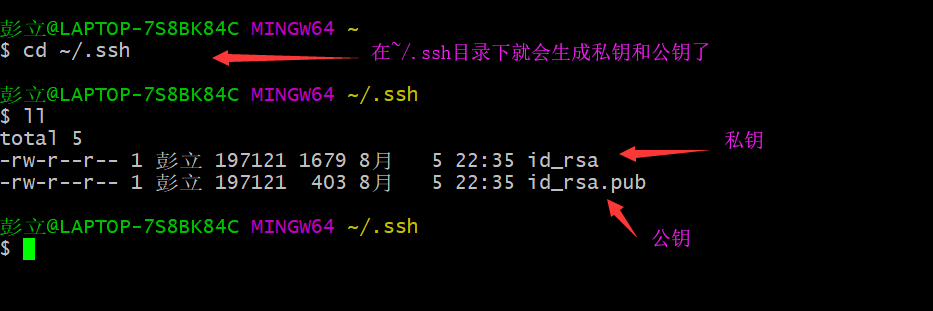 彭立@LAPTOP-7S8BK84C MINGW64 ~
$ cd ~/.ssh
在~/.ssh目录下就会生成私钥和公钥了
彭立@LAPTOP-7S8BK84C MINGW64 ~/.ssh
$ ll
total 5
-rw-r--r-- 1 彭立 197121 1679 8月   5 22:35 id_rsa
私钥
-rw-r--r-- 1 彭立 197121  403 8月   5 22:35 id_rsa.pub
公钥
彭立@LAPTOP-7S8BK84C MINGW64 ~/.ssh
$